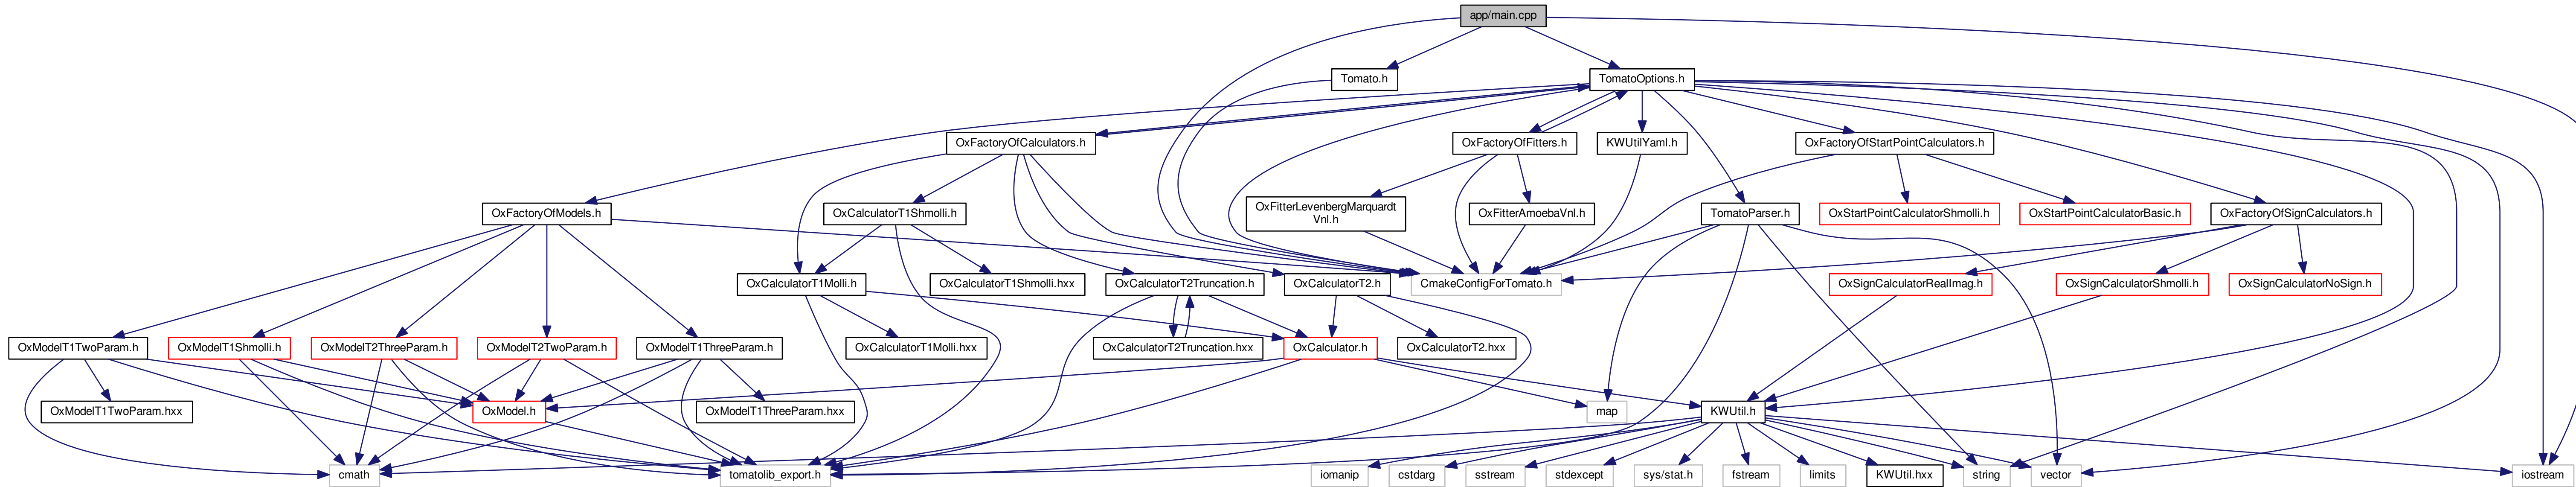 app/main.cpp
Tomato.h
TomatoOptions.h
OxFactoryOfCalculators.h
OxFactoryOfFitters.h
KWUtilYaml.h
OxFactoryOfStartPointCalculators.h
OxFactoryOfModels.h
OxCalculatorT1Shmolli.h
OxFitterLevenbergMarquardt
Vnl.h
OxFitterAmoebaVnl.h
TomatoParser.h
OxStartPointCalculatorShmolli.h
OxStartPointCalculatorBasic.h
OxFactoryOfSignCalculators.h
OxCalculatorT1Molli.h
OxCalculatorT1Shmolli.hxx
OxCalculatorT2Truncation.h
OxCalculatorT2.h
CmakeConfigForTomato.h
OxSignCalculatorRealImag.h
OxSignCalculatorShmolli.h
OxSignCalculatorNoSign.h
OxModelT1TwoParam.h
OxModelT1Shmolli.h
OxModelT2ThreeParam.h
OxModelT2TwoParam.h
OxModelT1ThreeParam.h
OxCalculatorT1Molli.hxx
OxCalculatorT2Truncation.hxx
OxCalculator.h
OxCalculatorT2.hxx
OxModelT1TwoParam.hxx
OxModel.h
OxModelT1ThreeParam.hxx
map
KWUtil.h
cmath
tomatolib_export.h
iomanip
cstdarg
sstream
stdexcept
sys/stat.h
fstream
limits
KWUtil.hxx
string
vector
iostream